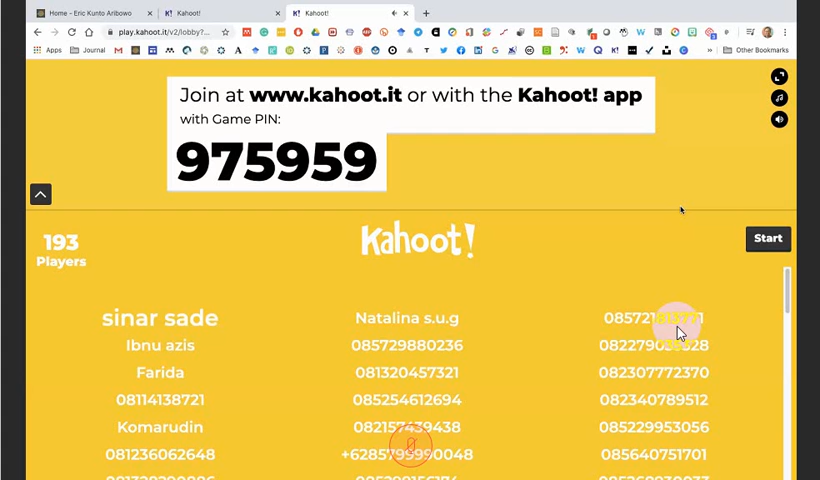 Home – Eric Kunto Aribowo
Kahoot!
Kahoot!
play.kahoot.it/v2/lobby?...
Apps
Journal
Other Bookmarks
Join at www.kahoot.it or with the Kahoot! app
with Game PIN:
975959
193
Players
Kahoot!
Start
sinar sade
Natalina s.u.g
Ibnu azis
085729880236
Farida
081320457321
082307772370
08114138721
085254612694
082340789512
Komarudin
082157439438
085229953056
081236062648
+6285799990048
085640751701